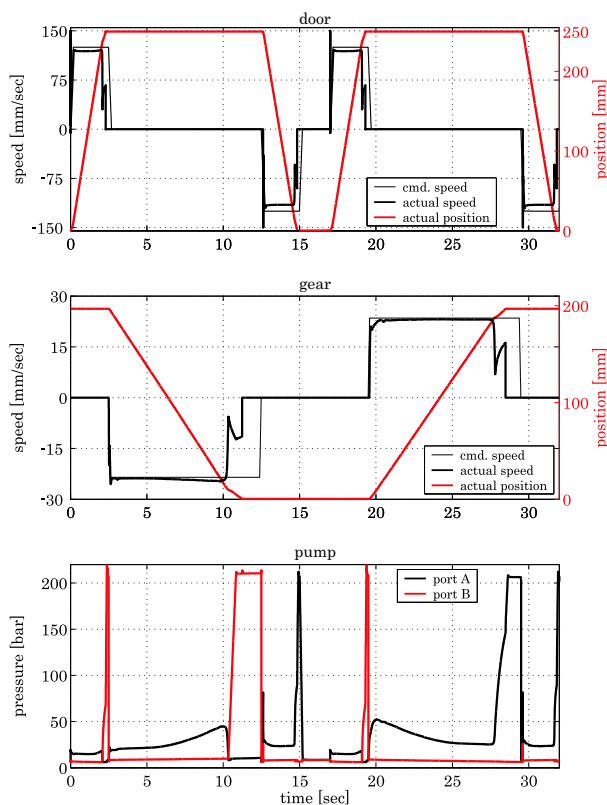 door
speed [mm/sec]
150
75
0
-75
-150
250
200
100
0
position [mm]
cmd. speed
actual speed
actual position
0 5 10 15 20 25 30
gear
speed [mm/sec]
30
15
0
-15
-30
200
100
0
position [mm]
cmd. speed
actual speed
actual position
0 5 10 15 20 25 30
pump
pressure [bar]
200
150
100
50
0
port A
port B
0 5 10 15 20 25 30
time [sec]